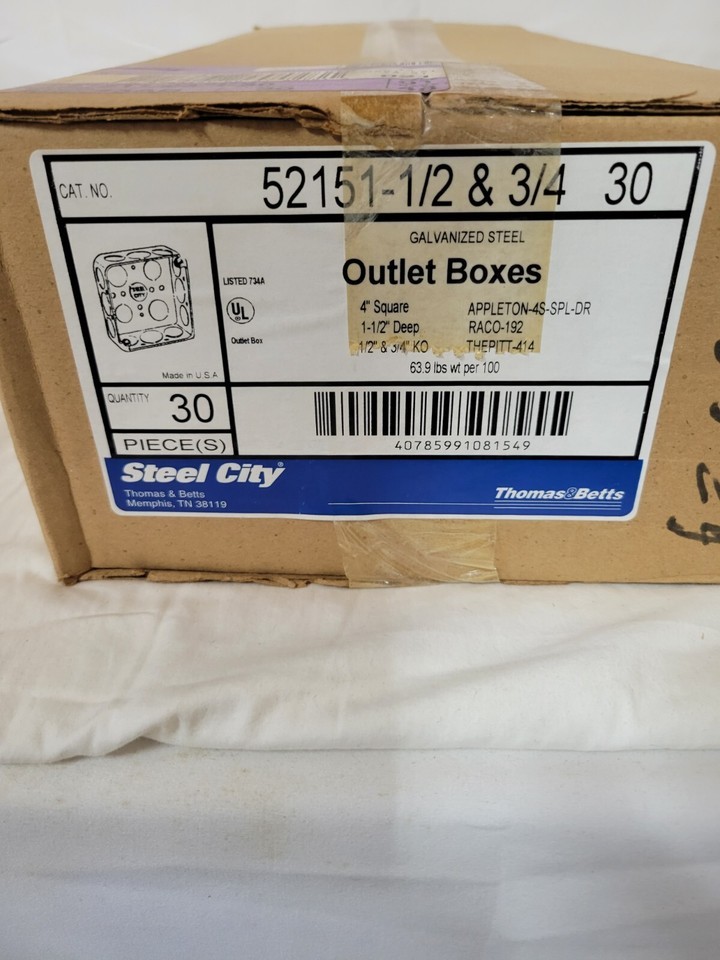 CAT. NO. 52151-1/2 & 3/4 30
GALVANIZED STEEL
Outlet Boxes
LISTED 734A
UL
Outlet Box
4" Square APPLETON-4S-SPL-DR
1-1/2" Deep RACO-192
1/2" & 3/4" KO THEPITT-414
63.9 lbs wt per 100
Made in U.S.A
QUANTITY 30
PIECE(S)
40785991081549
Steel City®
Thomas & Betts
Memphis, TN 38119
Thomas&Betts